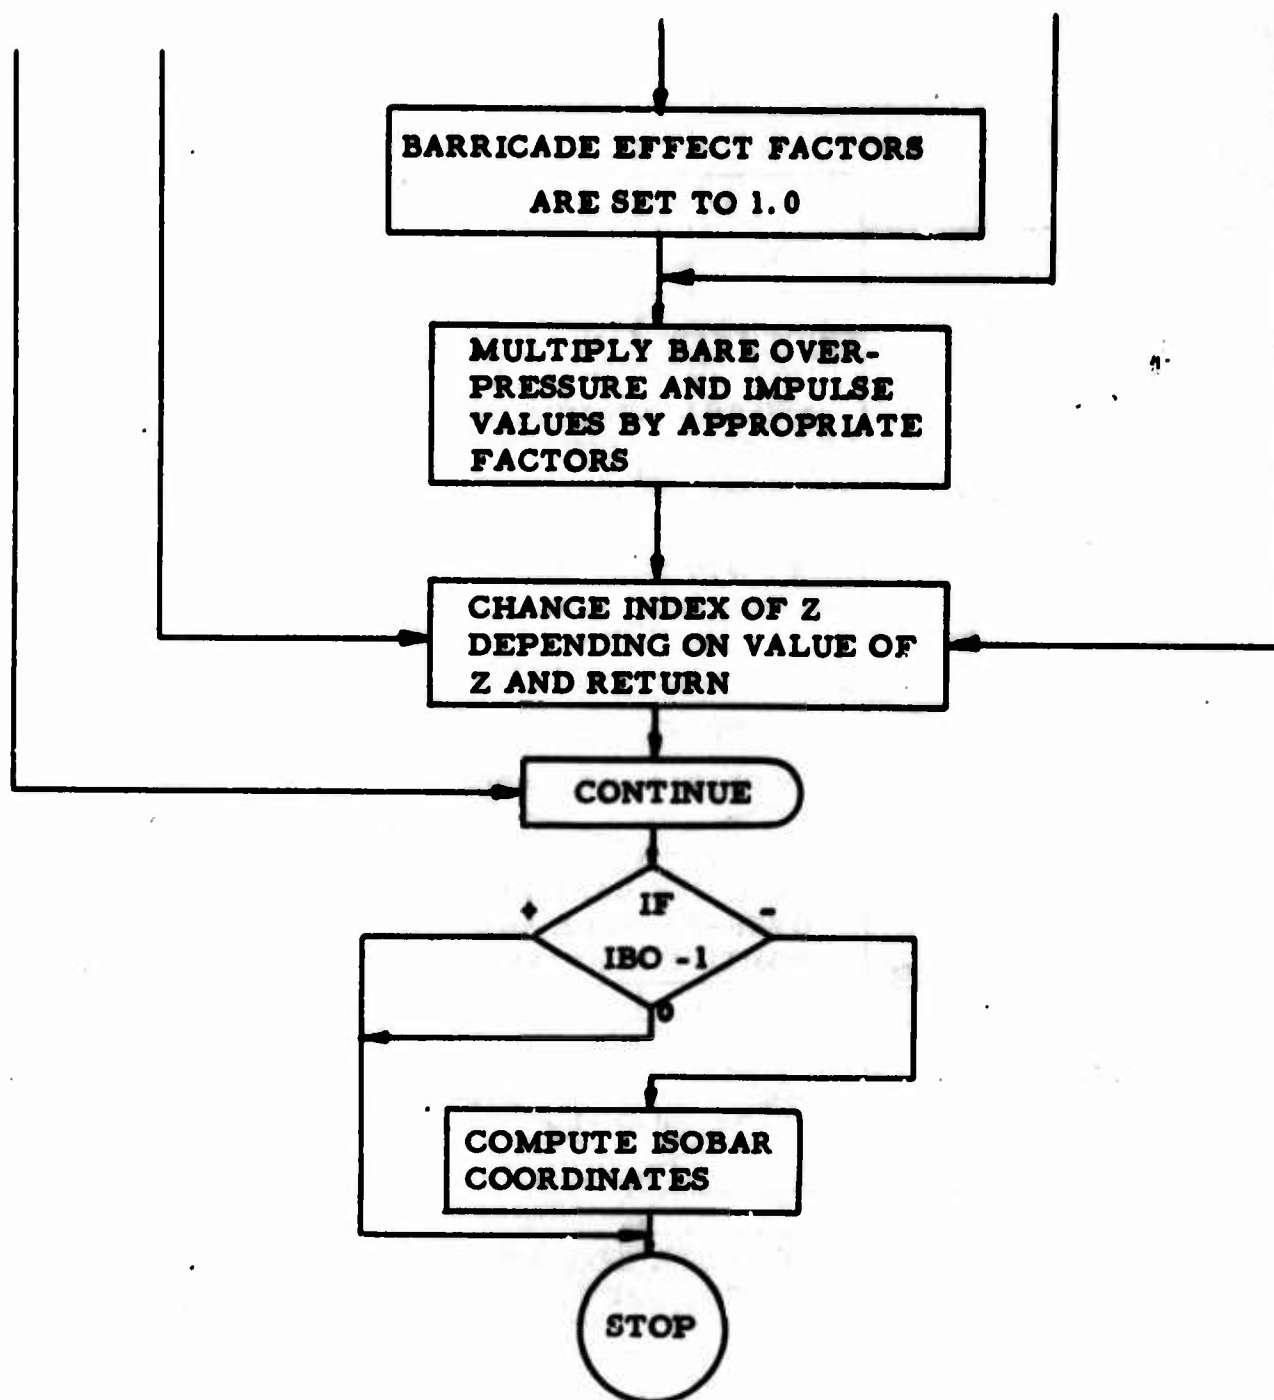 BARRICADE EFFECT FACTORS
ARE SET TO 1.0
MULTIPLY BARE OVER-
PRESSURE AND IMPULSE
VALUES BY APPROPRIATE
FACTORS
CHANGE INDEX OF Z
DEPENDING ON VALUE OF
Z AND RETURN
CONTINUE
+
IF
-
IBO -1
0
COMPUTE ISOBAR
COORDINATES
STOP